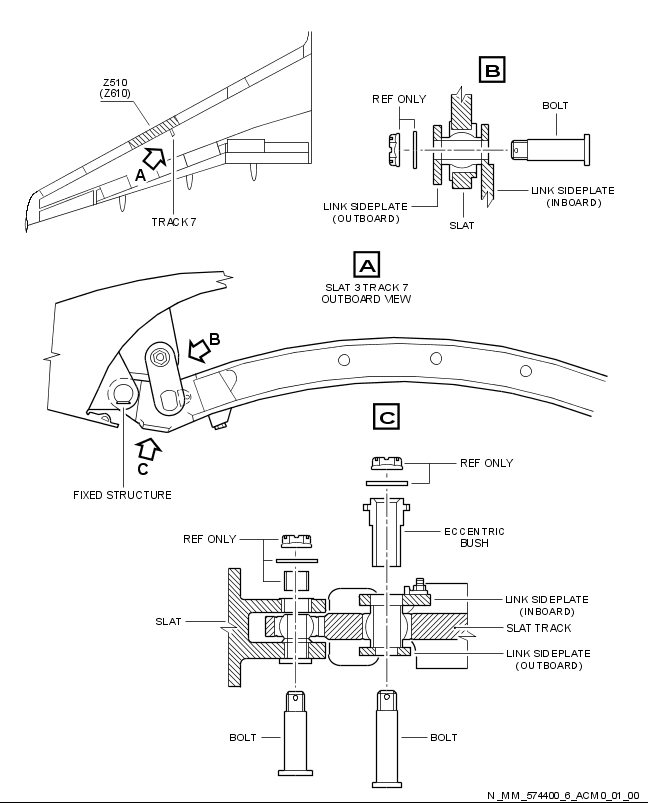 Z510
(Z610)
A
TRACK 7
B
REF ONLY
BOLT
LINK SIDEPLATE
(OUTBOARD)
LINK SIDEPLATE
(INBOARD)
SLAT
A
SLAT 3 TRACK 7
OUTBOARD VIEW
B
C
FIXED STRUCTURE
C
REF ONLY
ECCENTRIC
BUSH
REF ONLY
LINK SIDEPLATE
(INBOARD)
SLAT
SLAT TRACK
LINK SIDEPLATE
(OUTBOARD)
BOLT
BOLT
N_MM_574400_6_ACM0_01_00